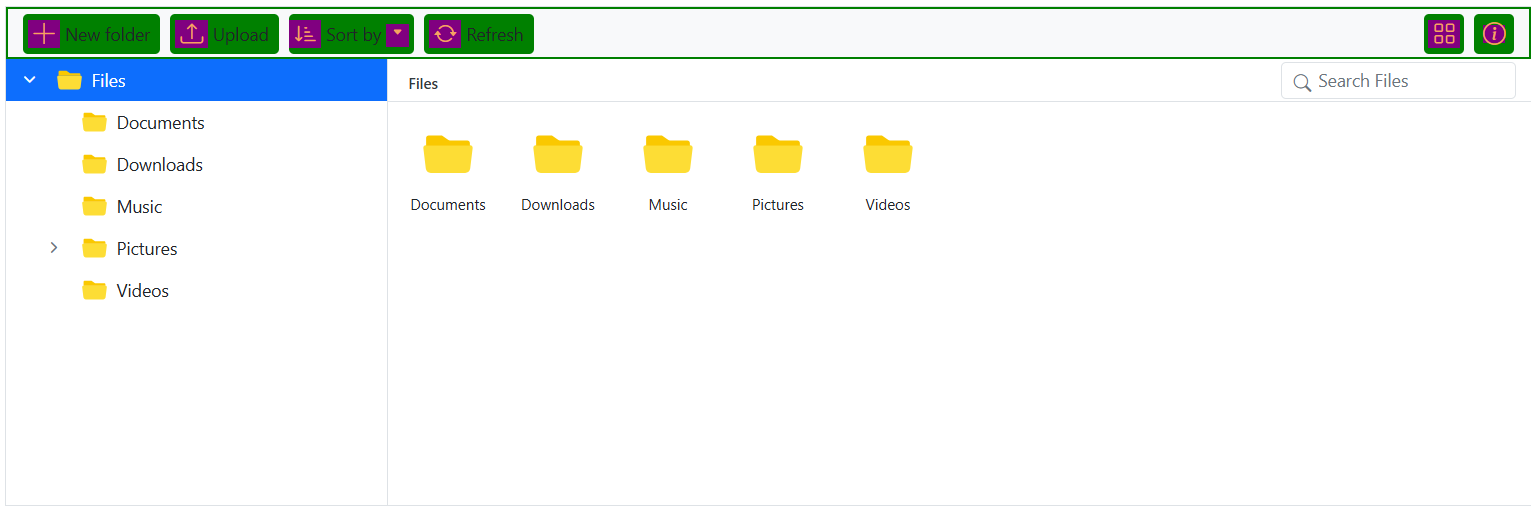 New folder Upload Sort by Refresh
Files
Documents
Downloads
Music
Pictures
Videos
Files Search Files
Documents Downloads Music Pictures Videos